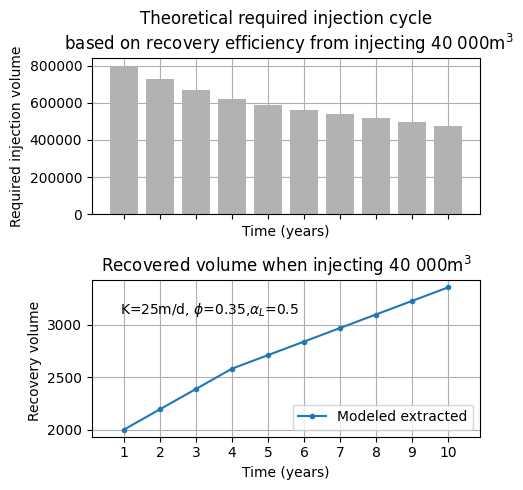 Theoretical required injection cycle
based on recovery efficiency from injecting 40 000m³
Required injection volume
800000
600000
400000
200000
0
Time (years)
Recovered volume when injecting 40 000m³
Recovery volume
3000
2500
2000
K=25m/d, ϕ=0.35,α_L=0.5
Modeled extracted
1 2 3 4 5 6 7 8 9 10
Time (years)